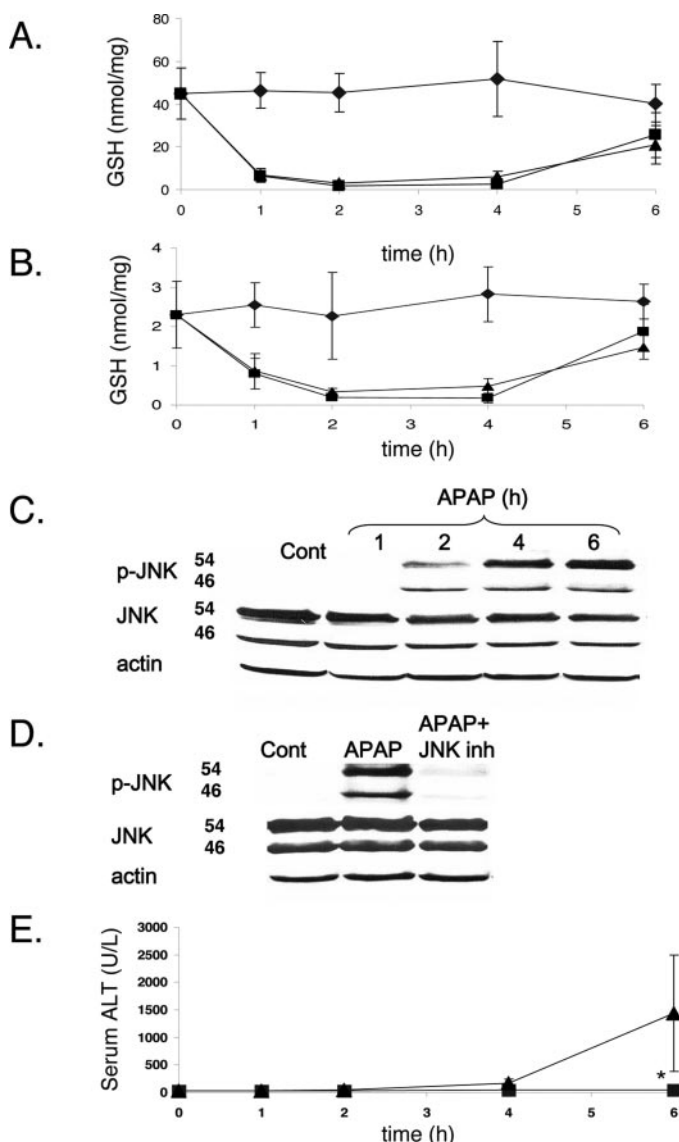 A.
GSH (nmol/mg)
80
60
40
20
0
0 1 2 3 4 5 6
time (h)
B.
GSH (nmol/mg)
4
3
2
1
0
0 1 2 3 4 5 6
time (h)
C.
APAP (h)
Cont 1 2 4 6
p-JNK 54
46
JNK 54
46
actin
D.
Cont APAP APAP+
JNK inh
p-JNK 54
46
JNK 54
46
actin
E.
Serum ALT (U/L)
3000
2500
2000
1500
1000
500
0
*
0 1 2 3 4 5 6
time (h)